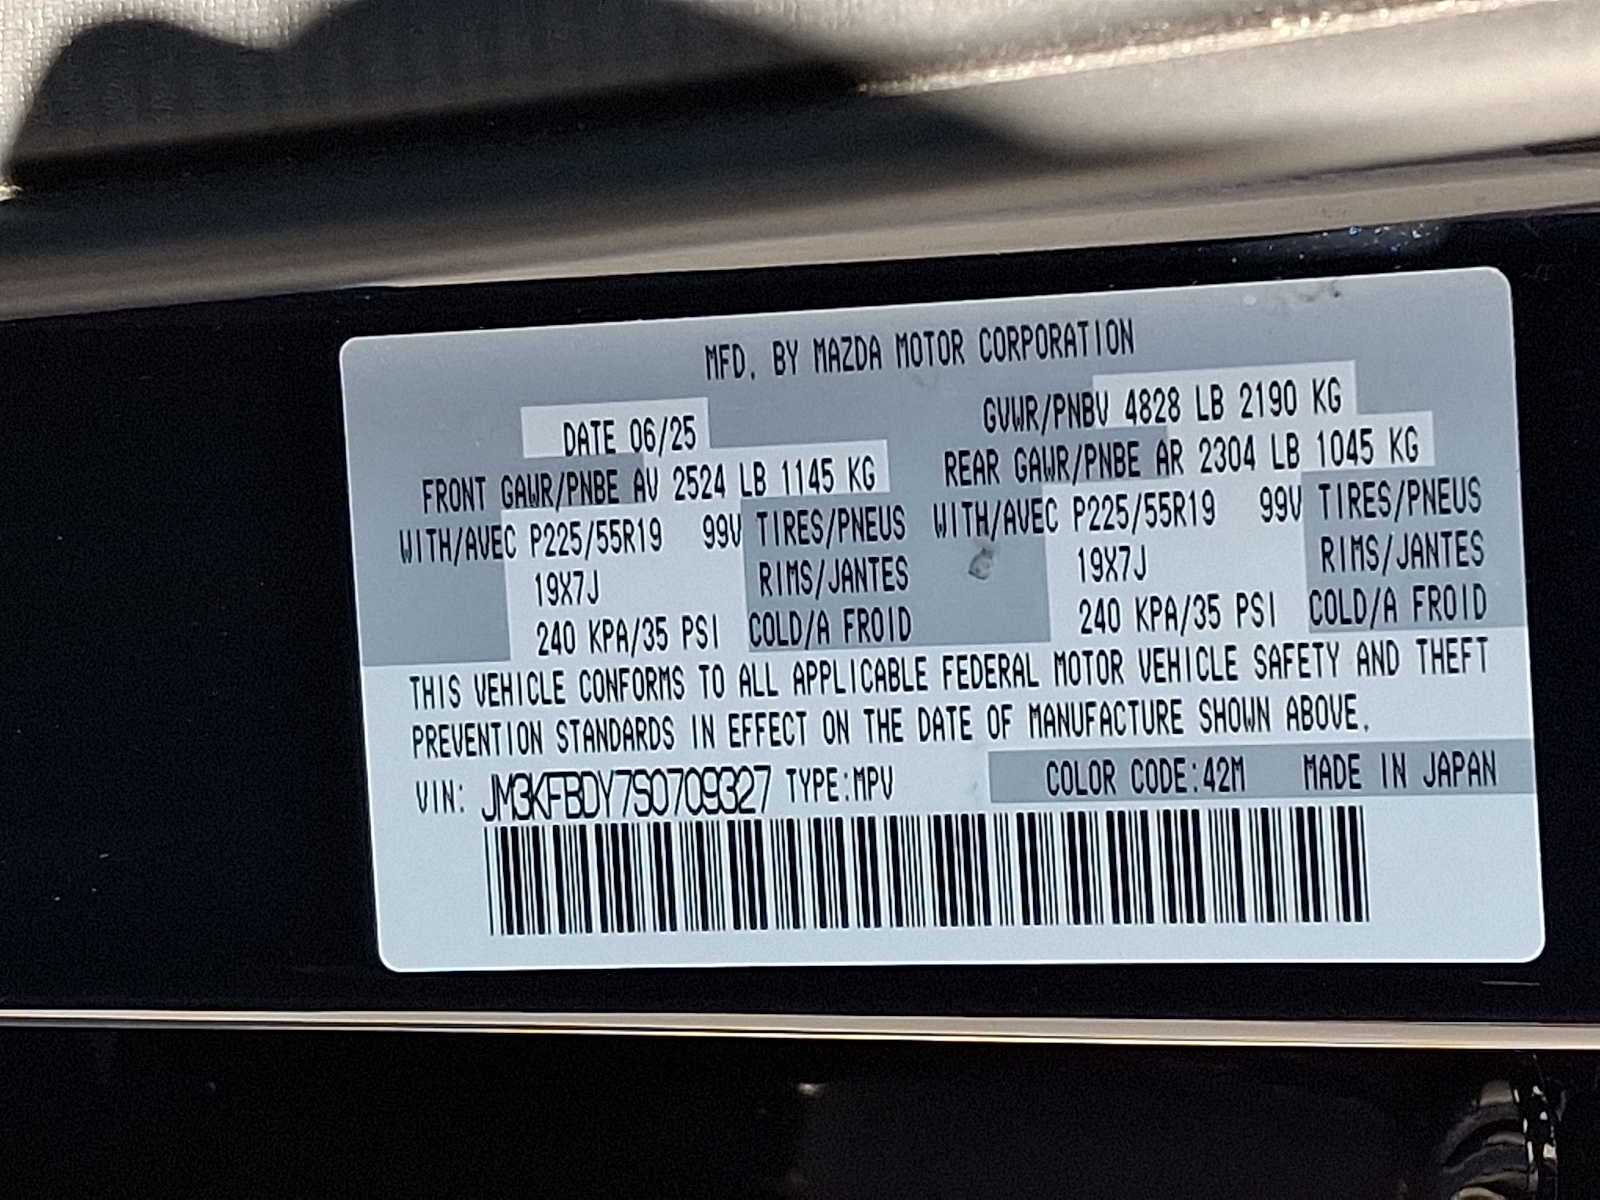 MFD. BY MAZDA MOTOR CORPORATION
DATE 06/25 GVWR/PNBV 4828 LB 2190 KG
FRONT GAWR/PNBE AV 2524 LB 1145 KG REAR GAWR/PNBE AR 2304 LB 1045 KG
WITH/AVEC P225/55R19 99V TIRES/PNEUS WITH/AVEC P225/55R19 99V TIRES/PNEUS
19X7J RIMS/JANTES 19X7J RIMS/JANTES
240 KPA/35 PSI COLD/A FROID 240 KPA/35 PSI COLD/A FROID
THIS VEHICLE CONFORMS TO ALL APPLICABLE FEDERAL MOTOR VEHICLE SAFETY AND THEFT
PREVENTION STANDARDS IN EFFECT ON THE DATE OF MANUFACTURE SHOWN ABOVE.
VIN: JM3KFBDY7S0709327 TYPE:MPV COLOR CODE:42M MADE IN JAPAN